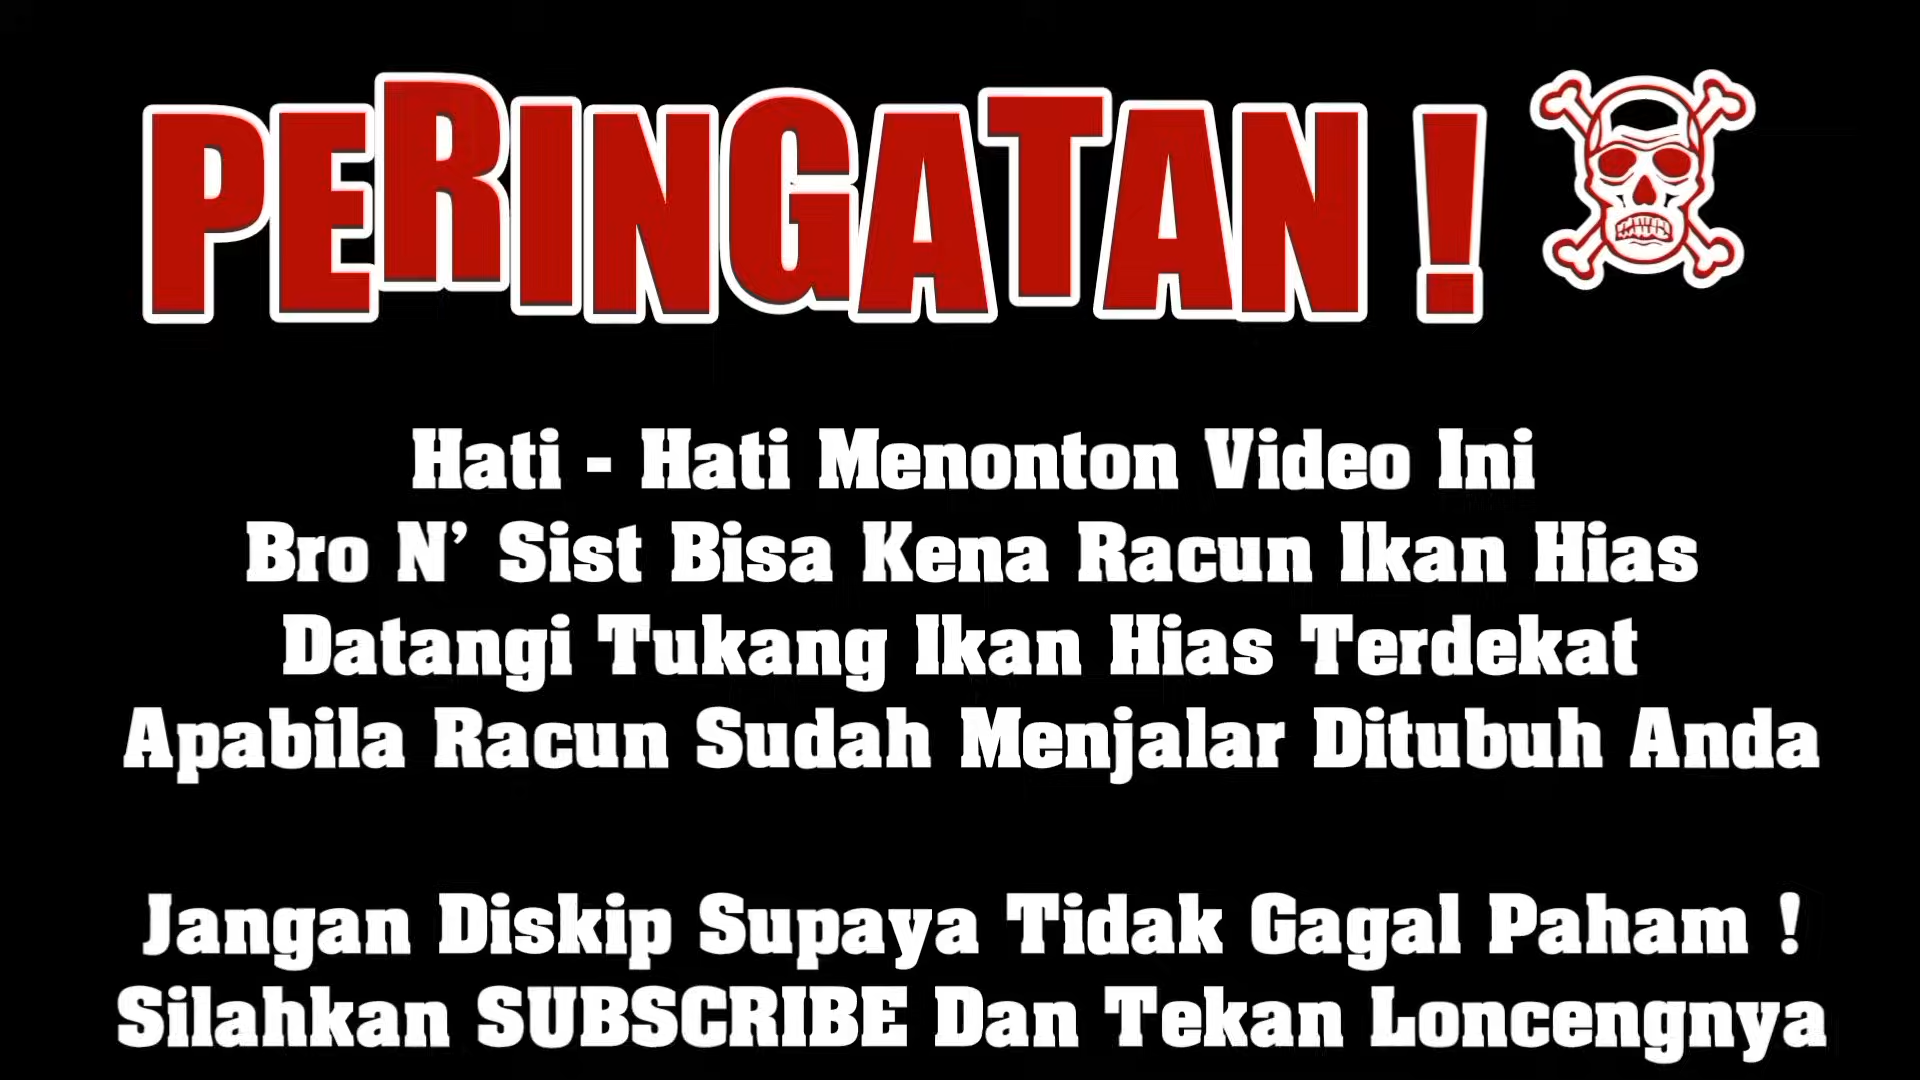 PERINGATAN !
Hati - Hati Menonton Video Ini
Bro N’ Sist Bisa Kena Racun Ikan Hias
Datangi Tukang Ikan Hias Terdekat
Apabila Racun Sudah Menjalar Ditubuh Anda
Jangan Diskip Supaya Tidak Gagal Paham !
Silahkan SUBSCRIBE Dan Tekan Loncengnya